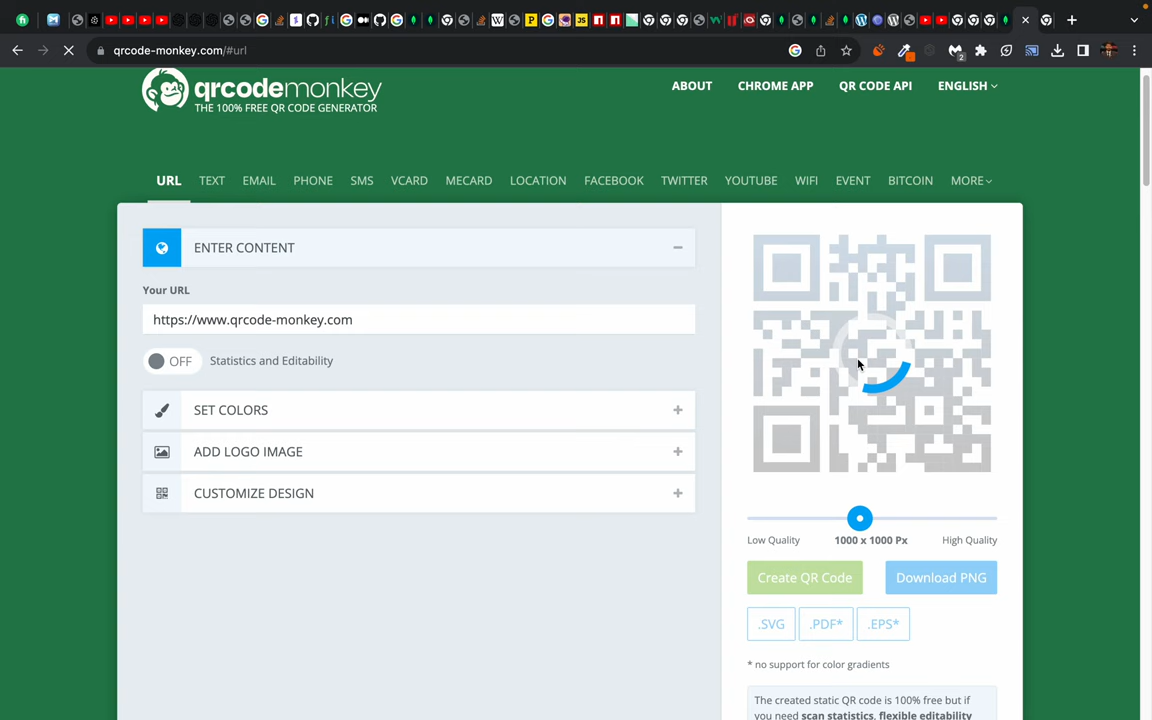 qrcode-monkey.com/#url
2
qrcodemonkey
THE 100% FREE QR CODE GENERATOR
ABOUT CHROME APP QR CODE API ENGLISH
URL TEXT EMAIL PHONE SMS VCARD MECARD LOCATION FACEBOOK TWITTER YOUTUBE WIFI EVENT BITCOIN MORE
ENTER CONTENT
Your URL
https://www.qrcode-monkey.com
OFF Statistics and Editability
SET COLORS
ADD LOGO IMAGE
CUSTOMIZE DESIGN
Low Quality 1000 x 1000 Px High Quality
Create QR Code Download PNG
.SVG .PDF* .EPS*
* no support for color gradients
The created static QR code is 100% free but if
you need scan statistics, flexible editability